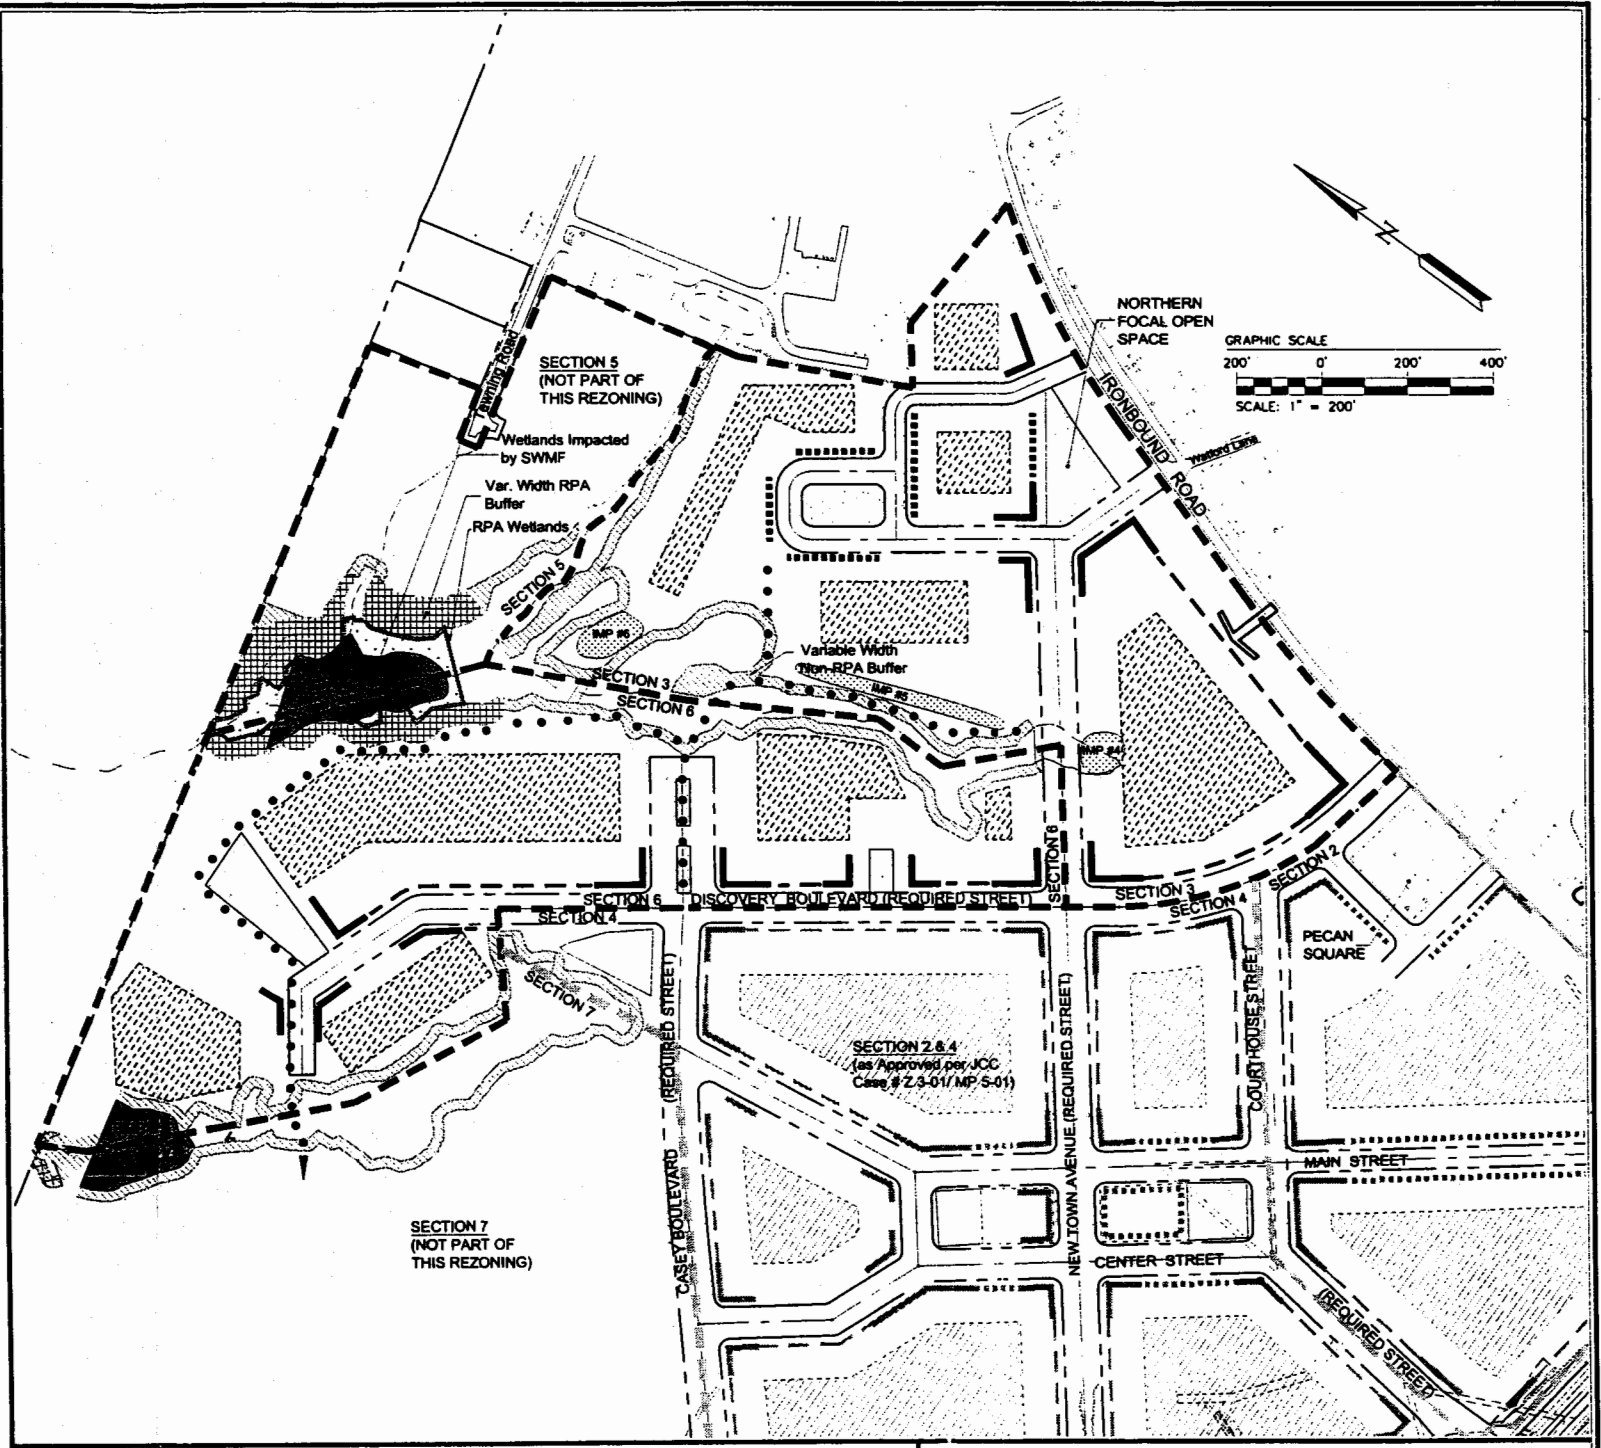 NORTHERN
FOCAL OPEN
SPACE
N
GRAPHIC SCALE
200' 0' 200' 400'
SCALE: 1" = 200'
IRONBOUND ROAD
Watford Lane
Tewning Road
SECTION 5
(NOT PART OF
THIS REZONING)
Wetlands Impacted
by SWMF
Var. Width RPA
Buffer
RPA Wetlands
SECTION 5
IMP #6
Variable Width
Non-RPA Buffer
IMP #5
SECTION 3
SECTION 6
IMP #4
SECTION 6
SECTION 6
DISCOVERY BOULEVARD (REQUIRED STREET)
SECTION 3
SECTION 2
SECTION 4
SECTION 4
PECAN
SQUARE
SECTION 7
CASEY BOULEVARD (REQUIRED STREET)
NEW TOWN AVENUE (REQUIRED STREET)
COURTHOUSE STREET
SECTION 2 & 4
(as Approved per JCC
Case # Z 3-01/ MP 5-01)
MAIN STREET
CENTER STREET
(REQUIRED STREET)
SECTION 7
(NOT PART OF
THIS REZONING)